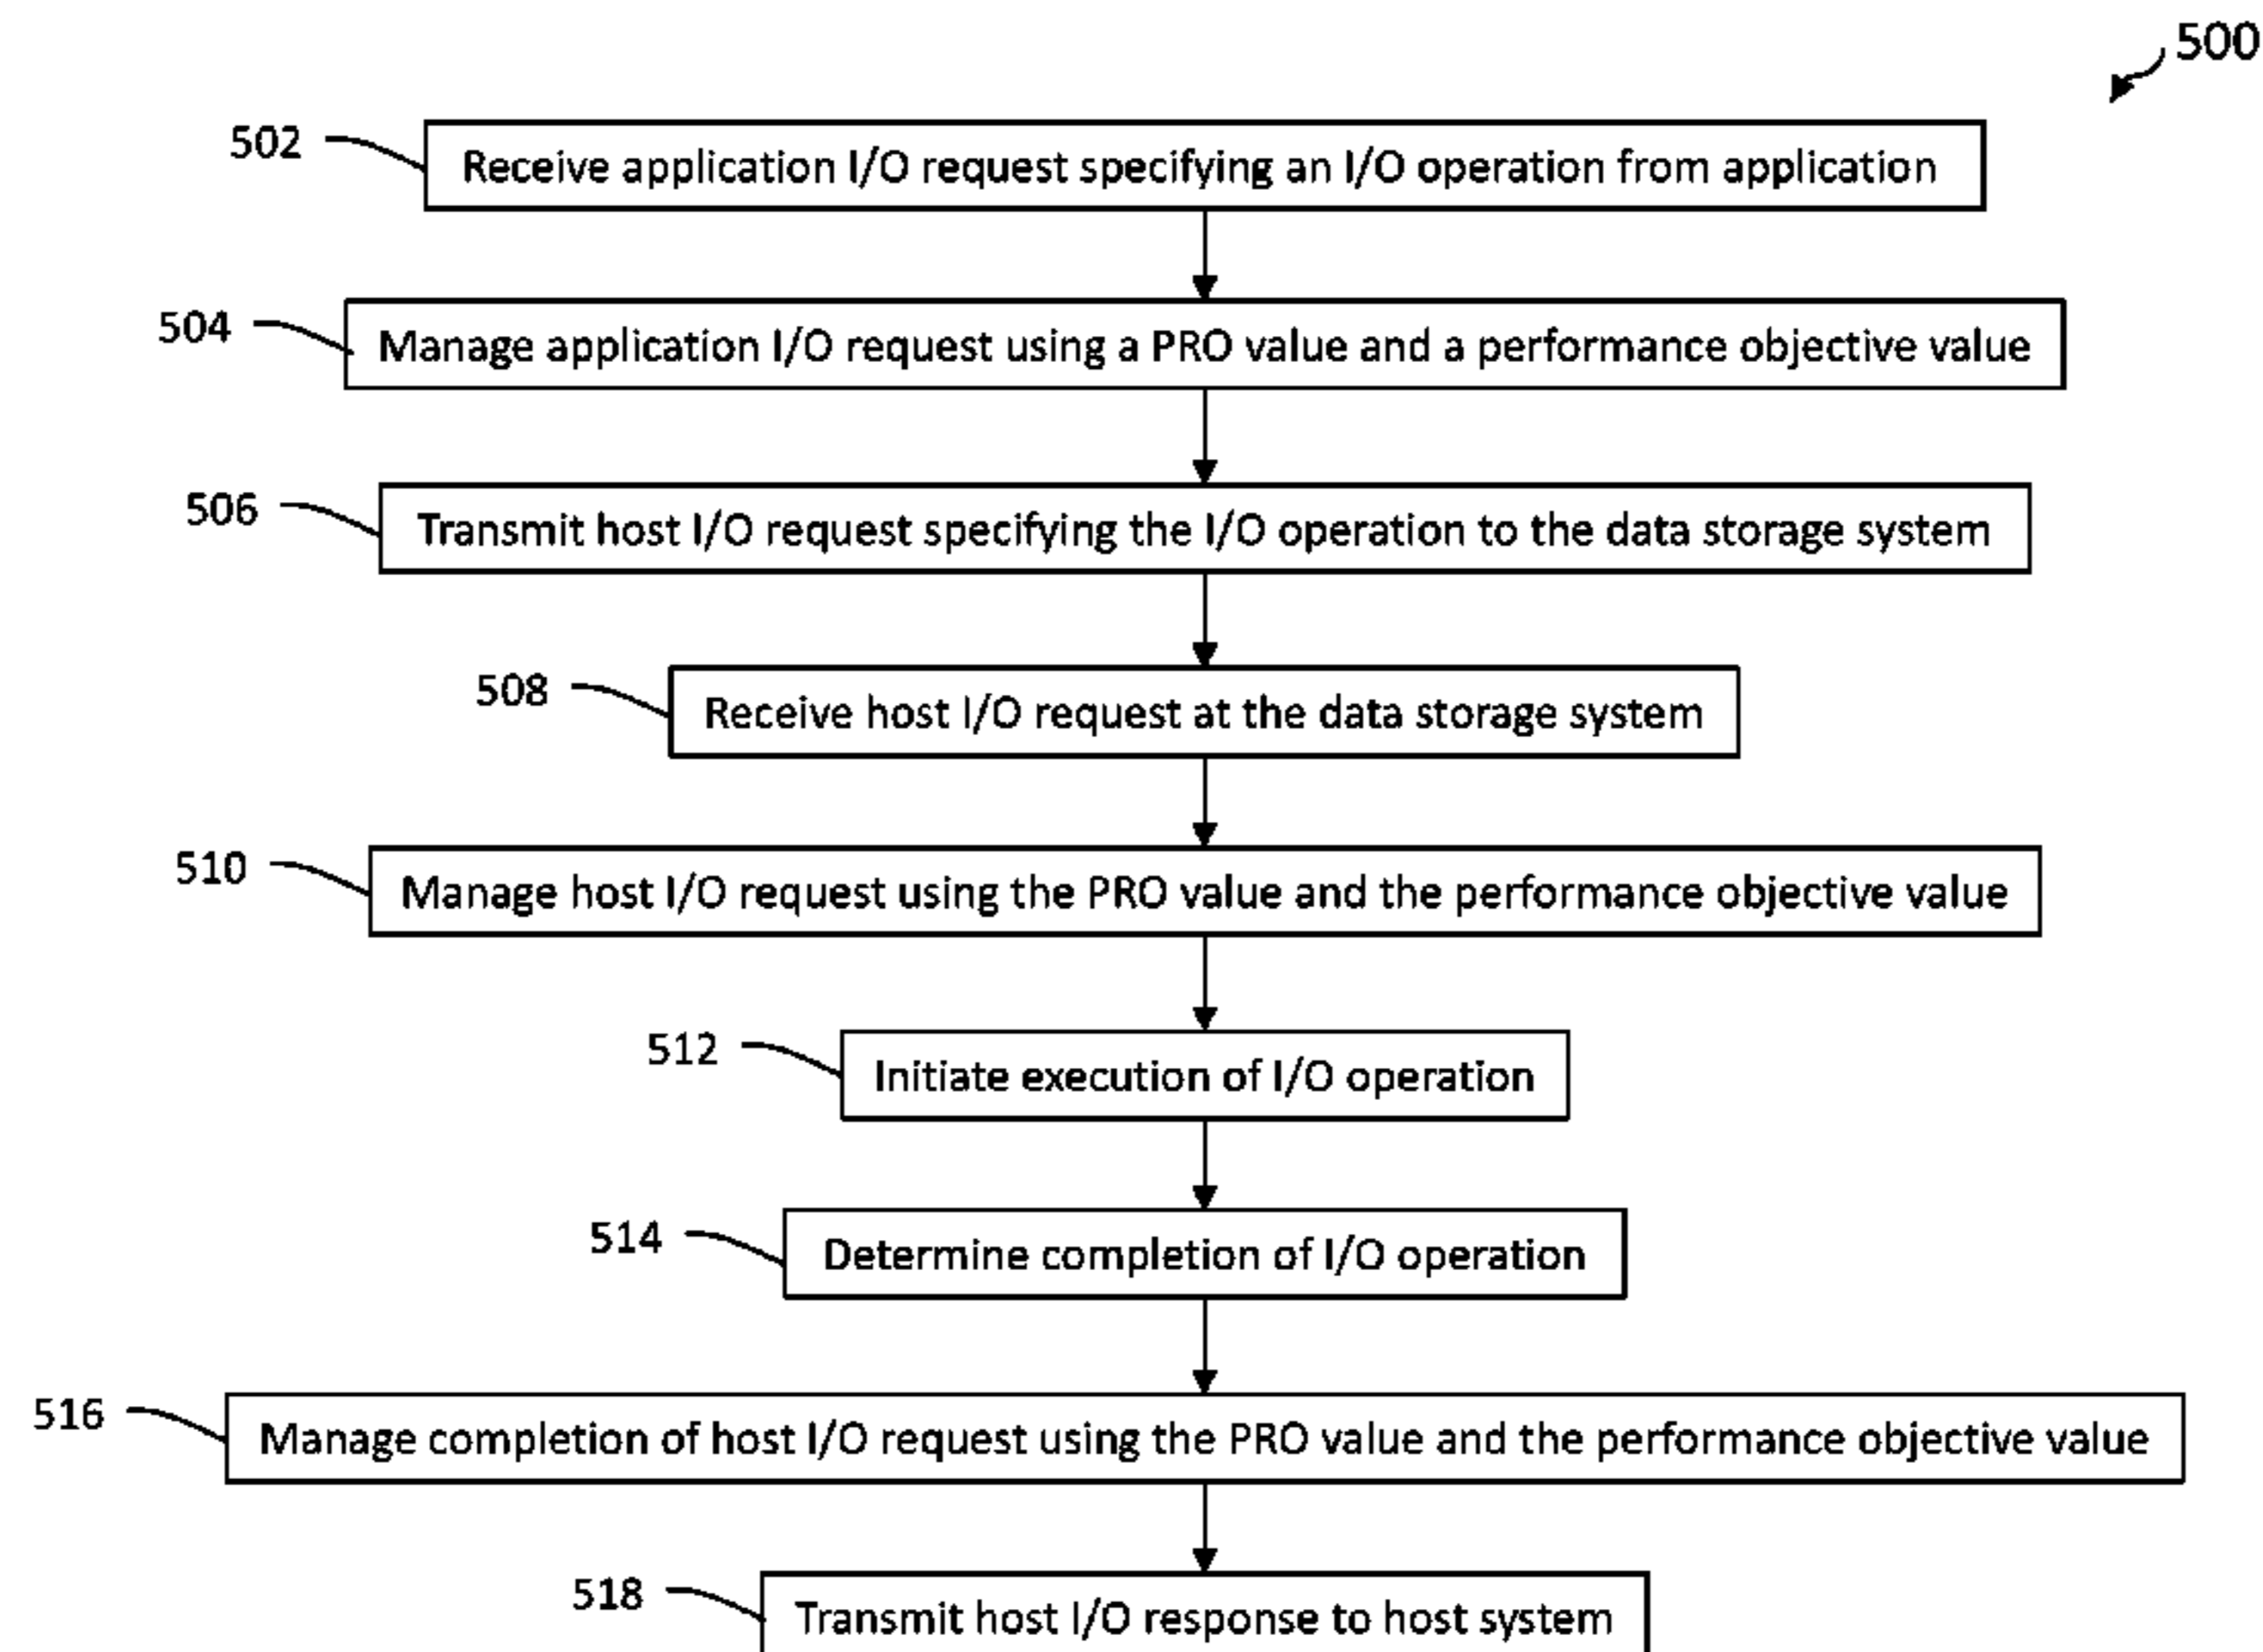 500
502 Receive application I/O request specifying an I/O operation from application
504 Manage application I/O request using a PRO value and a performance objective value
506 Transmit host I/O request specifying the I/O operation to the data storage system
508 Receive host I/O request at the data storage system
510 Manage host I/O request using the PRO value and the performance objective value
512 Initiate execution of I/O operation
514 Determine completion of I/O operation
516 Manage completion of host I/O request using the PRO value and the performance objective value
518 Transmit host I/O response to host system